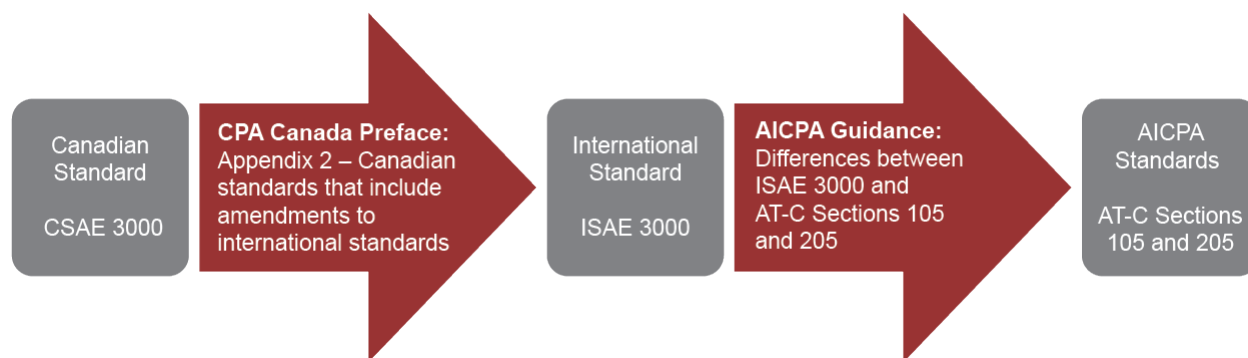 Canadian
Standard
CSAE 3000
CPA Canada Preface:
Appendix 2 – Canadian
standards that include
amendments to
international standards
International
Standard
ISAE 3000
AICPA Guidance:
Differences between
ISAE 3000 and
AT-C Sections 105
and 205
AICPA
Standards
AT-C Sections
105 and 205